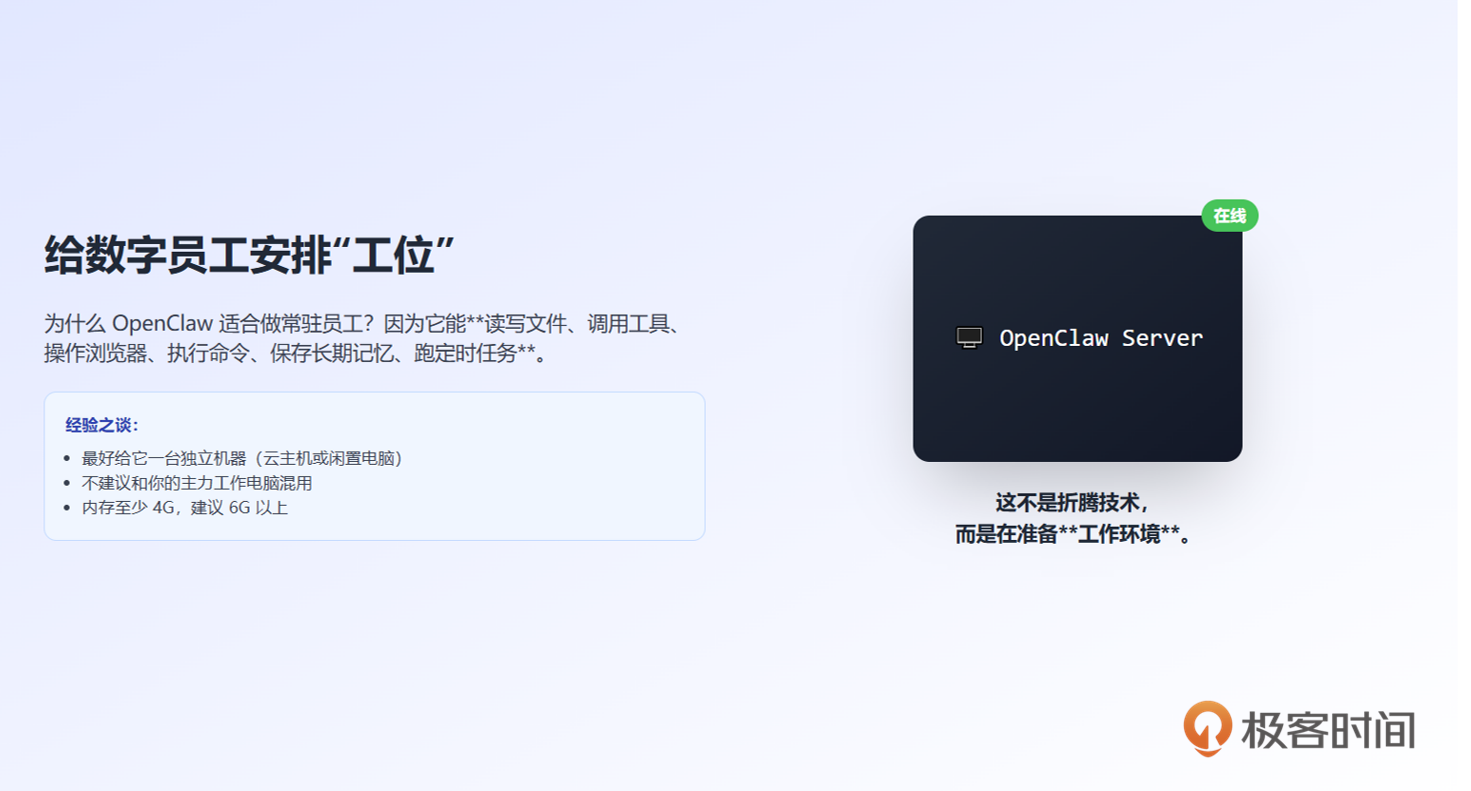 给数字员工安排“工位”
为什么 OpenClaw 适合做常驻员工？因为它能**读写文件、调用工具、
操作浏览器、执行命令、保存长期记忆、跑定时任务**。
经验之谈：
• 最好给它一台独立机器（云主机或闲置电脑）
• 不建议和你的主力工作电脑混用
• 内存至少 4G，建议 6G 以上
在线
OpenClaw Server
这不是折腾技术，
而是在准备**工作环境**。
极客时间